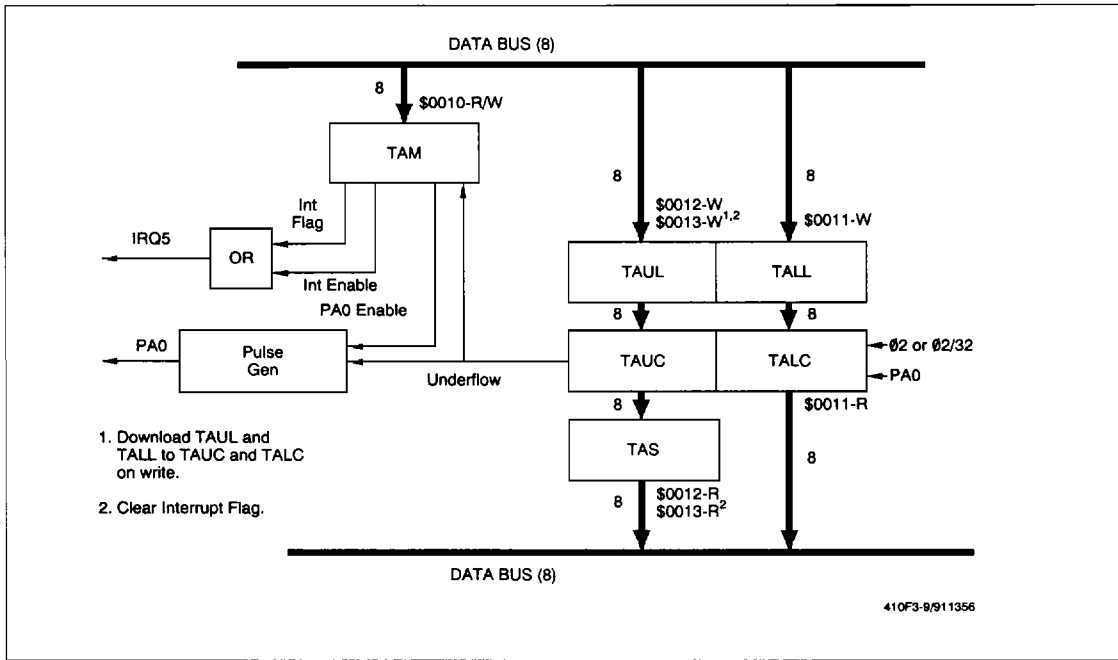 DATA BUS (8)
8
$0010-R/W
TAM
8
8
Int
Flag
$0012-W
$0013-W1,2
$0011-W
IRQ5
OR
TAUL
TALL
Int Enable
PA0 Enable
8
8
PA0
Pulse
Gen
Underflow
TAUC
TALC
Ø2 or Ø2/32
PA0
8
$0011-R
1. Download TAUL and
TALL to TAUC and TALC
on write.
TAS
8
2. Clear Interrupt Flag.
8
$0012-R
$0013-R2
DATA BUS (8)
410F3-9/911356